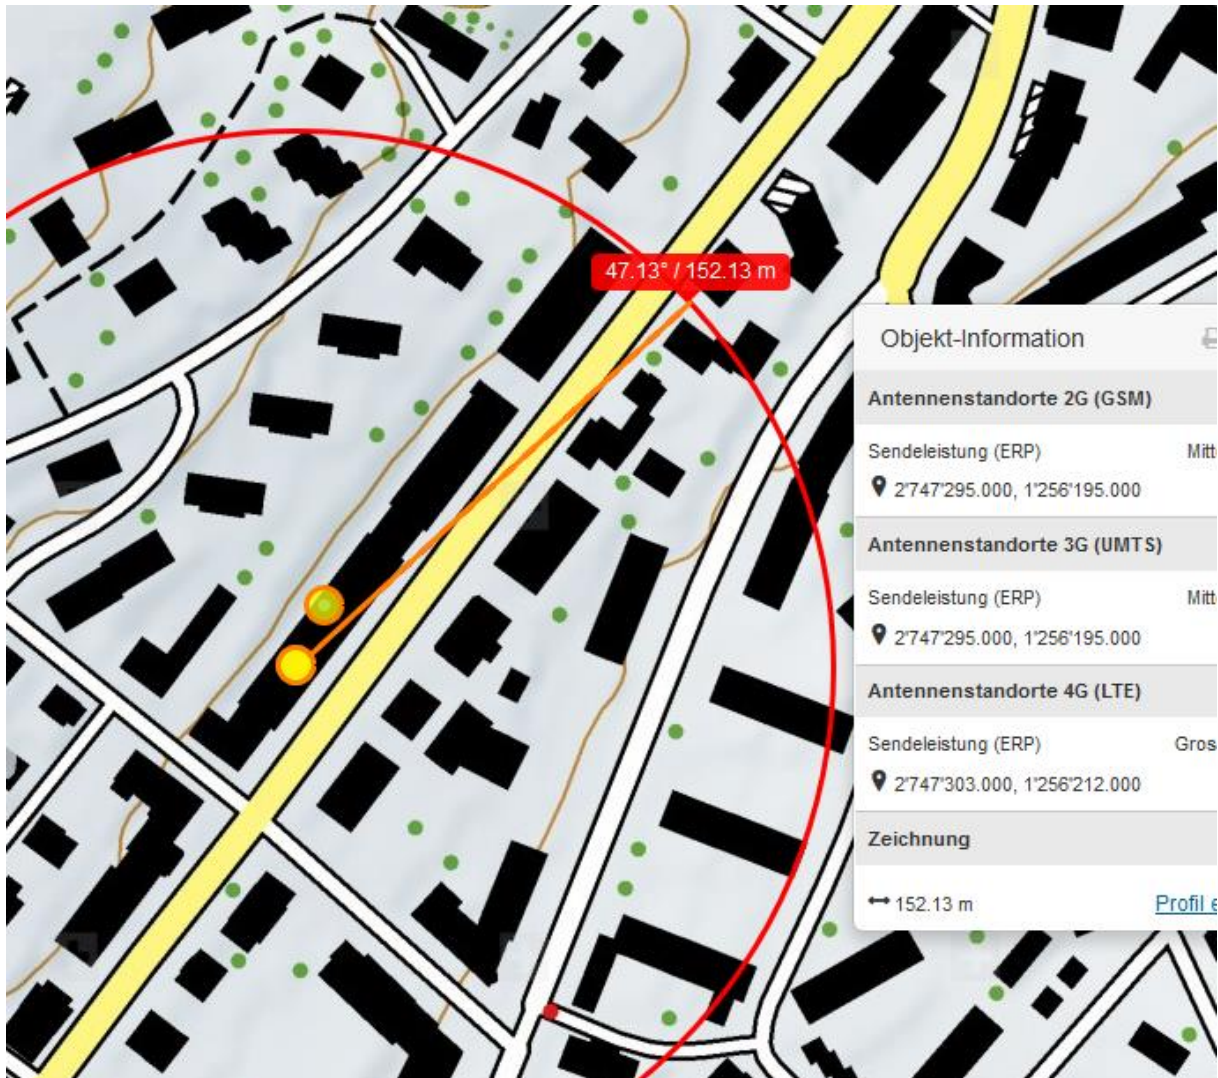 47.13° / 152.13 m
Objekt-Information
Antennenstandorte 2G (GSM)
Sendeleistung (ERP)
2'747'295.000, 1'256'195.000
Antennenstandorte 3G (UMTS)
Sendeleistung (ERP)
2'747'295.000, 1'256'195.000
Antennenstandorte 4G (LTE)
Sendeleistung (ERP)
2'747'303.000, 1'256'212.000
Zeichnung
152.13 m Profil